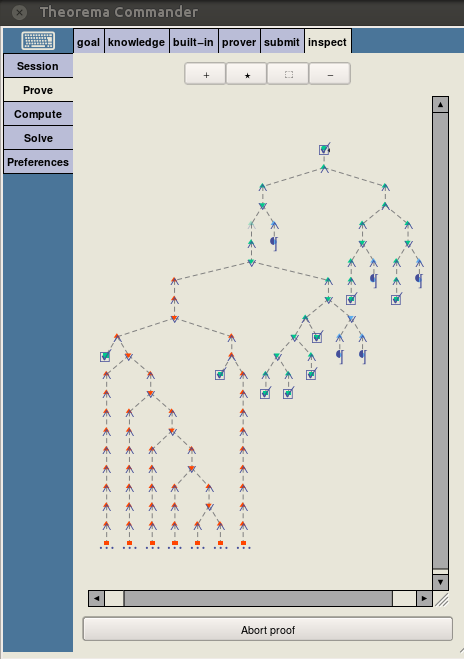 Theorema Commander
goal knowledge built-in prover submit inspect
Session
Prove
Compute
Solve
Preferences
+ ★ −
Abort proof